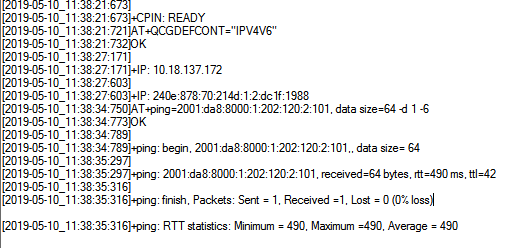 [2019-05-10_11:38:21:673]
[2019-05-10_11:38:21:673]+CPIN: READY
[2019-05-10_11:38:21:721]AT+QCGDEFCONT="IPV4V6"
[2019-05-10_11:38:21:732]OK
[2019-05-10_11:38:27:171]
[2019-05-10_11:38:27:171]+IP: 10.18.137.172
[2019-05-10_11:38:27:603]
[2019-05-10_11:38:27:603]+IP: 240e:878:70:214d:1:2:dc1f:1988
[2019-05-10_11:38:34:750]AT+ping=2001:da8:8000:1:202:120:2:101, data size=64 -d 1 -6
[2019-05-10_11:38:34:773]OK
[2019-05-10_11:38:34:789]
[2019-05-10_11:38:34:789]+ping: begin, 2001:da8:8000:1:202:120:2:101,, data size= 64
[2019-05-10_11:38:35:297]
[2019-05-10_11:38:35:297]+ping: 2001:da8:8000:1:202:120:2:101, received=64 bytes, rtt=490 ms, ttl=42
[2019-05-10_11:38:35:316]
[2019-05-10_11:38:35:316]+ping: finish, Packets: Sent = 1, Received =1, Lost = 0 (0% loss)
[2019-05-10_11:38:35:316]+ping: RTT statistics: Minimum = 490, Maximum =490, Average = 490